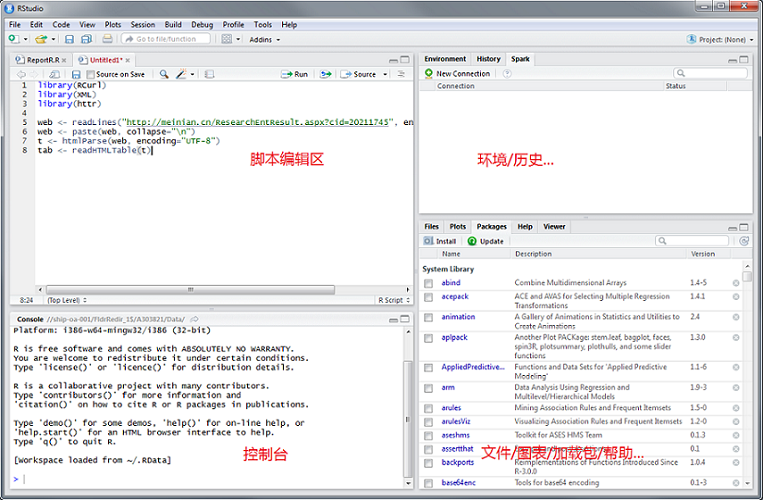 RStudio
File Edit Code View Plots Session Build Debug Profile Tools Help
Go to file/function Addins Project: (None)
ReportR.R Untitled1*
Source on Save Run Source
1 library(RCurl)
2 library(XML)
3 library(httr)
4
5 web <- readLines("http://meinian.cn/ResearchEntResult.aspx?cid=20211745", en
6 web <- paste(web, collapse="\n")
7 t <- htmlParse(web, encoding="UTF-8")
8 tab <- readHTMLTable(t)
脚本编辑区
8:24 (Top Level) R Script
Console //ship-oa-001/FldrRedir_1$/A303821/Data/
Platform: i386-w64-mingw32/i386 (32-bit)
R is free software and comes with ABSOLUTELY NO WARRANTY.
You are welcome to redistribute it under certain conditions.
Type 'license()' or 'licence()' for distribution details.
R is a collaborative project with many contributors.
Type 'contributors()' for more information and
'citation()' on how to cite R or R packages in publications.
Type 'demo()' for some demos, 'help()' for on-line help, or
'help.start()' for an HTML browser interface to help.
Type 'q()' to quit R.
[Workspace loaded from ~/.RData]
控制台
>
Environment History Spark
New Connection
Connection Status
环境/历史...
Files Plots Packages Help Viewer
Install Update
Name Description Version
System Library
abind Combine Multidimensional Arrays 1.4-5
acepack ACE and AVAS for Selecting Multiple Regression Transformations 1.4.1
animation A Gallery of Animations in Statistics and Utilities to Create Animations 2.4
aplpack Another Plot PACKage: stem.leaf, bagplot, faces, spin3R, plotsummary, plothulls, and some slider functions 1.3.0
AppliedPredictive... Functions and Data Sets for 'Applied Predictive Modeling' 1.1-6
arm Data Analysis Using Regression and Multilevel/Hierarchical Models 1.9-3
arules Mining Association Rules and Frequent Itemsets 1.5-0
arulesViz Visualizing Association Rules and Frequent Itemsets 1.2-0
aseshms Toolkit for ASES HMS Team 0.1.3
assertthat 0.1
文件/图表/加载包/帮助...
backports Reimplementations of Functions Introduced Since R-3.0.0 1.0.4
base64enc Tools for base64 encoding 0.1-3